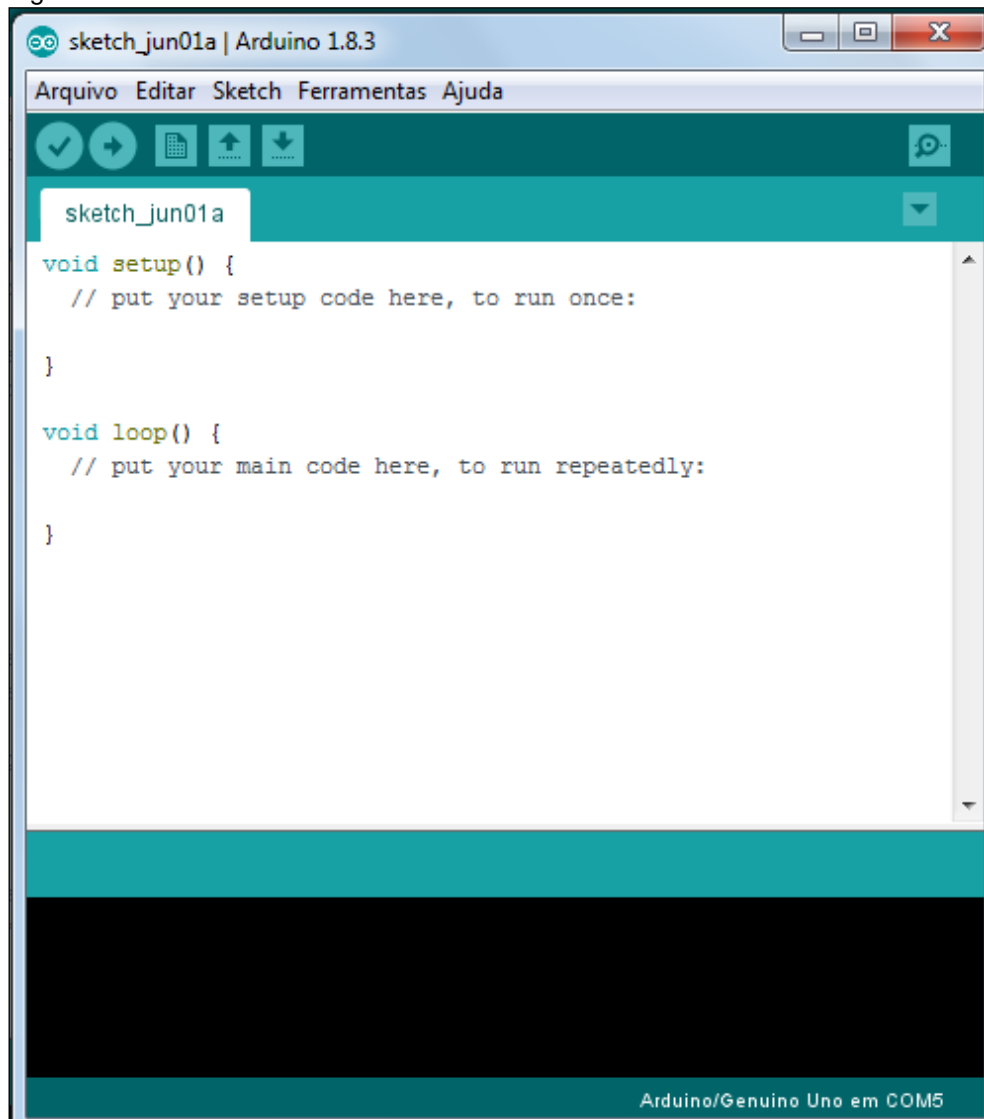 sketch_jun01a | Arduino 1.8.3
Arquivo Editar Sketch Ferramentas Ajuda
sketch_jun01a
void setup() {
  // put your setup code here, to run once:
}
void loop() {
  // put your main code here, to run repeatedly:
}
Arduino/Genuino Uno em COM5